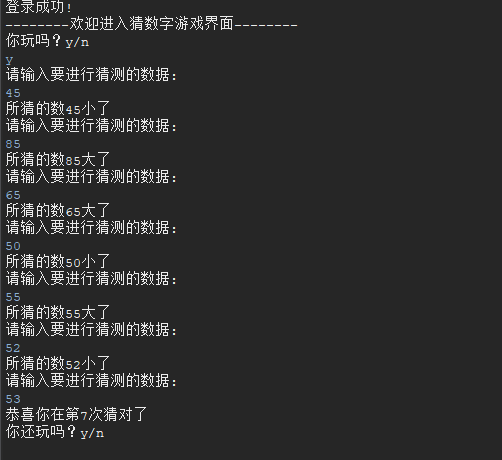 登录成功!
--------欢迎进入猜数字游戏界面--------
你玩吗？y/n
y
请输入要进行猜测的数据：
45
所猜的数45小了
请输入要进行猜测的数据：
85
所猜的数85大了
请输入要进行猜测的数据：
65
所猜的数65大了
请输入要进行猜测的数据：
50
所猜的数50小了
请输入要进行猜测的数据：
55
所猜的数55大了
请输入要进行猜测的数据：
52
所猜的数52小了
请输入要进行猜测的数据：
53
恭喜你在第7次猜对了
你还玩吗？y/n